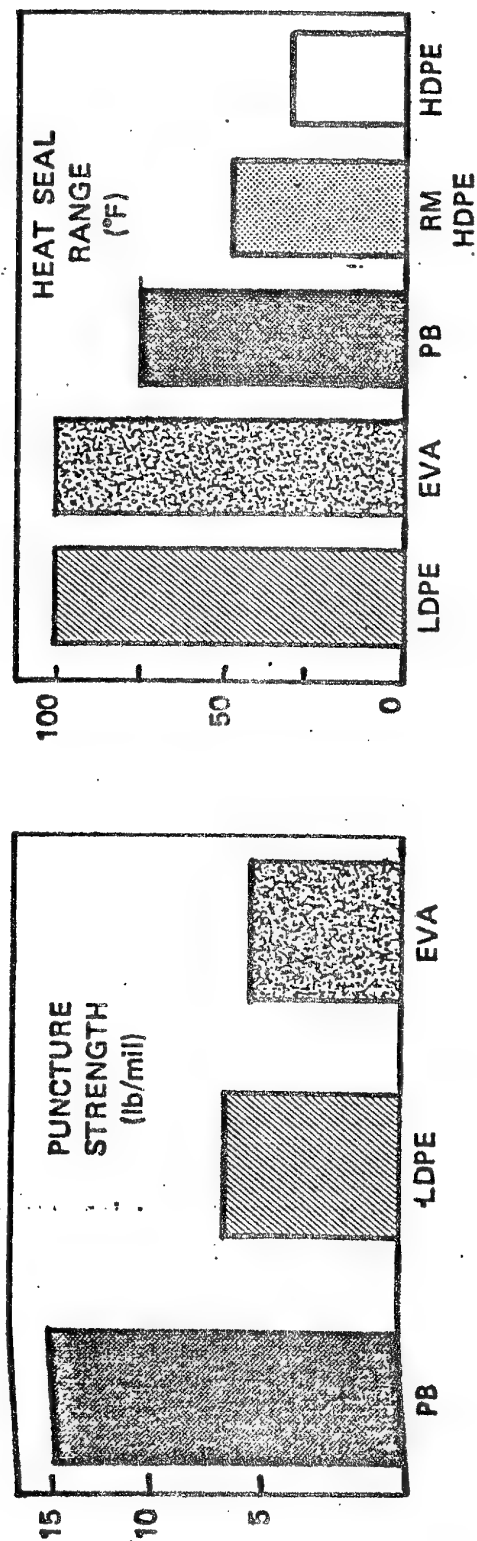 PUNCTURE
STRENGTH
(lb/mil)
15
10
5
PB
LDPE
EVA
HEAT SEAL
RANGE
(°F)
100
50
0
LDPE
EVA
PB
RM
HDPE
HDPE